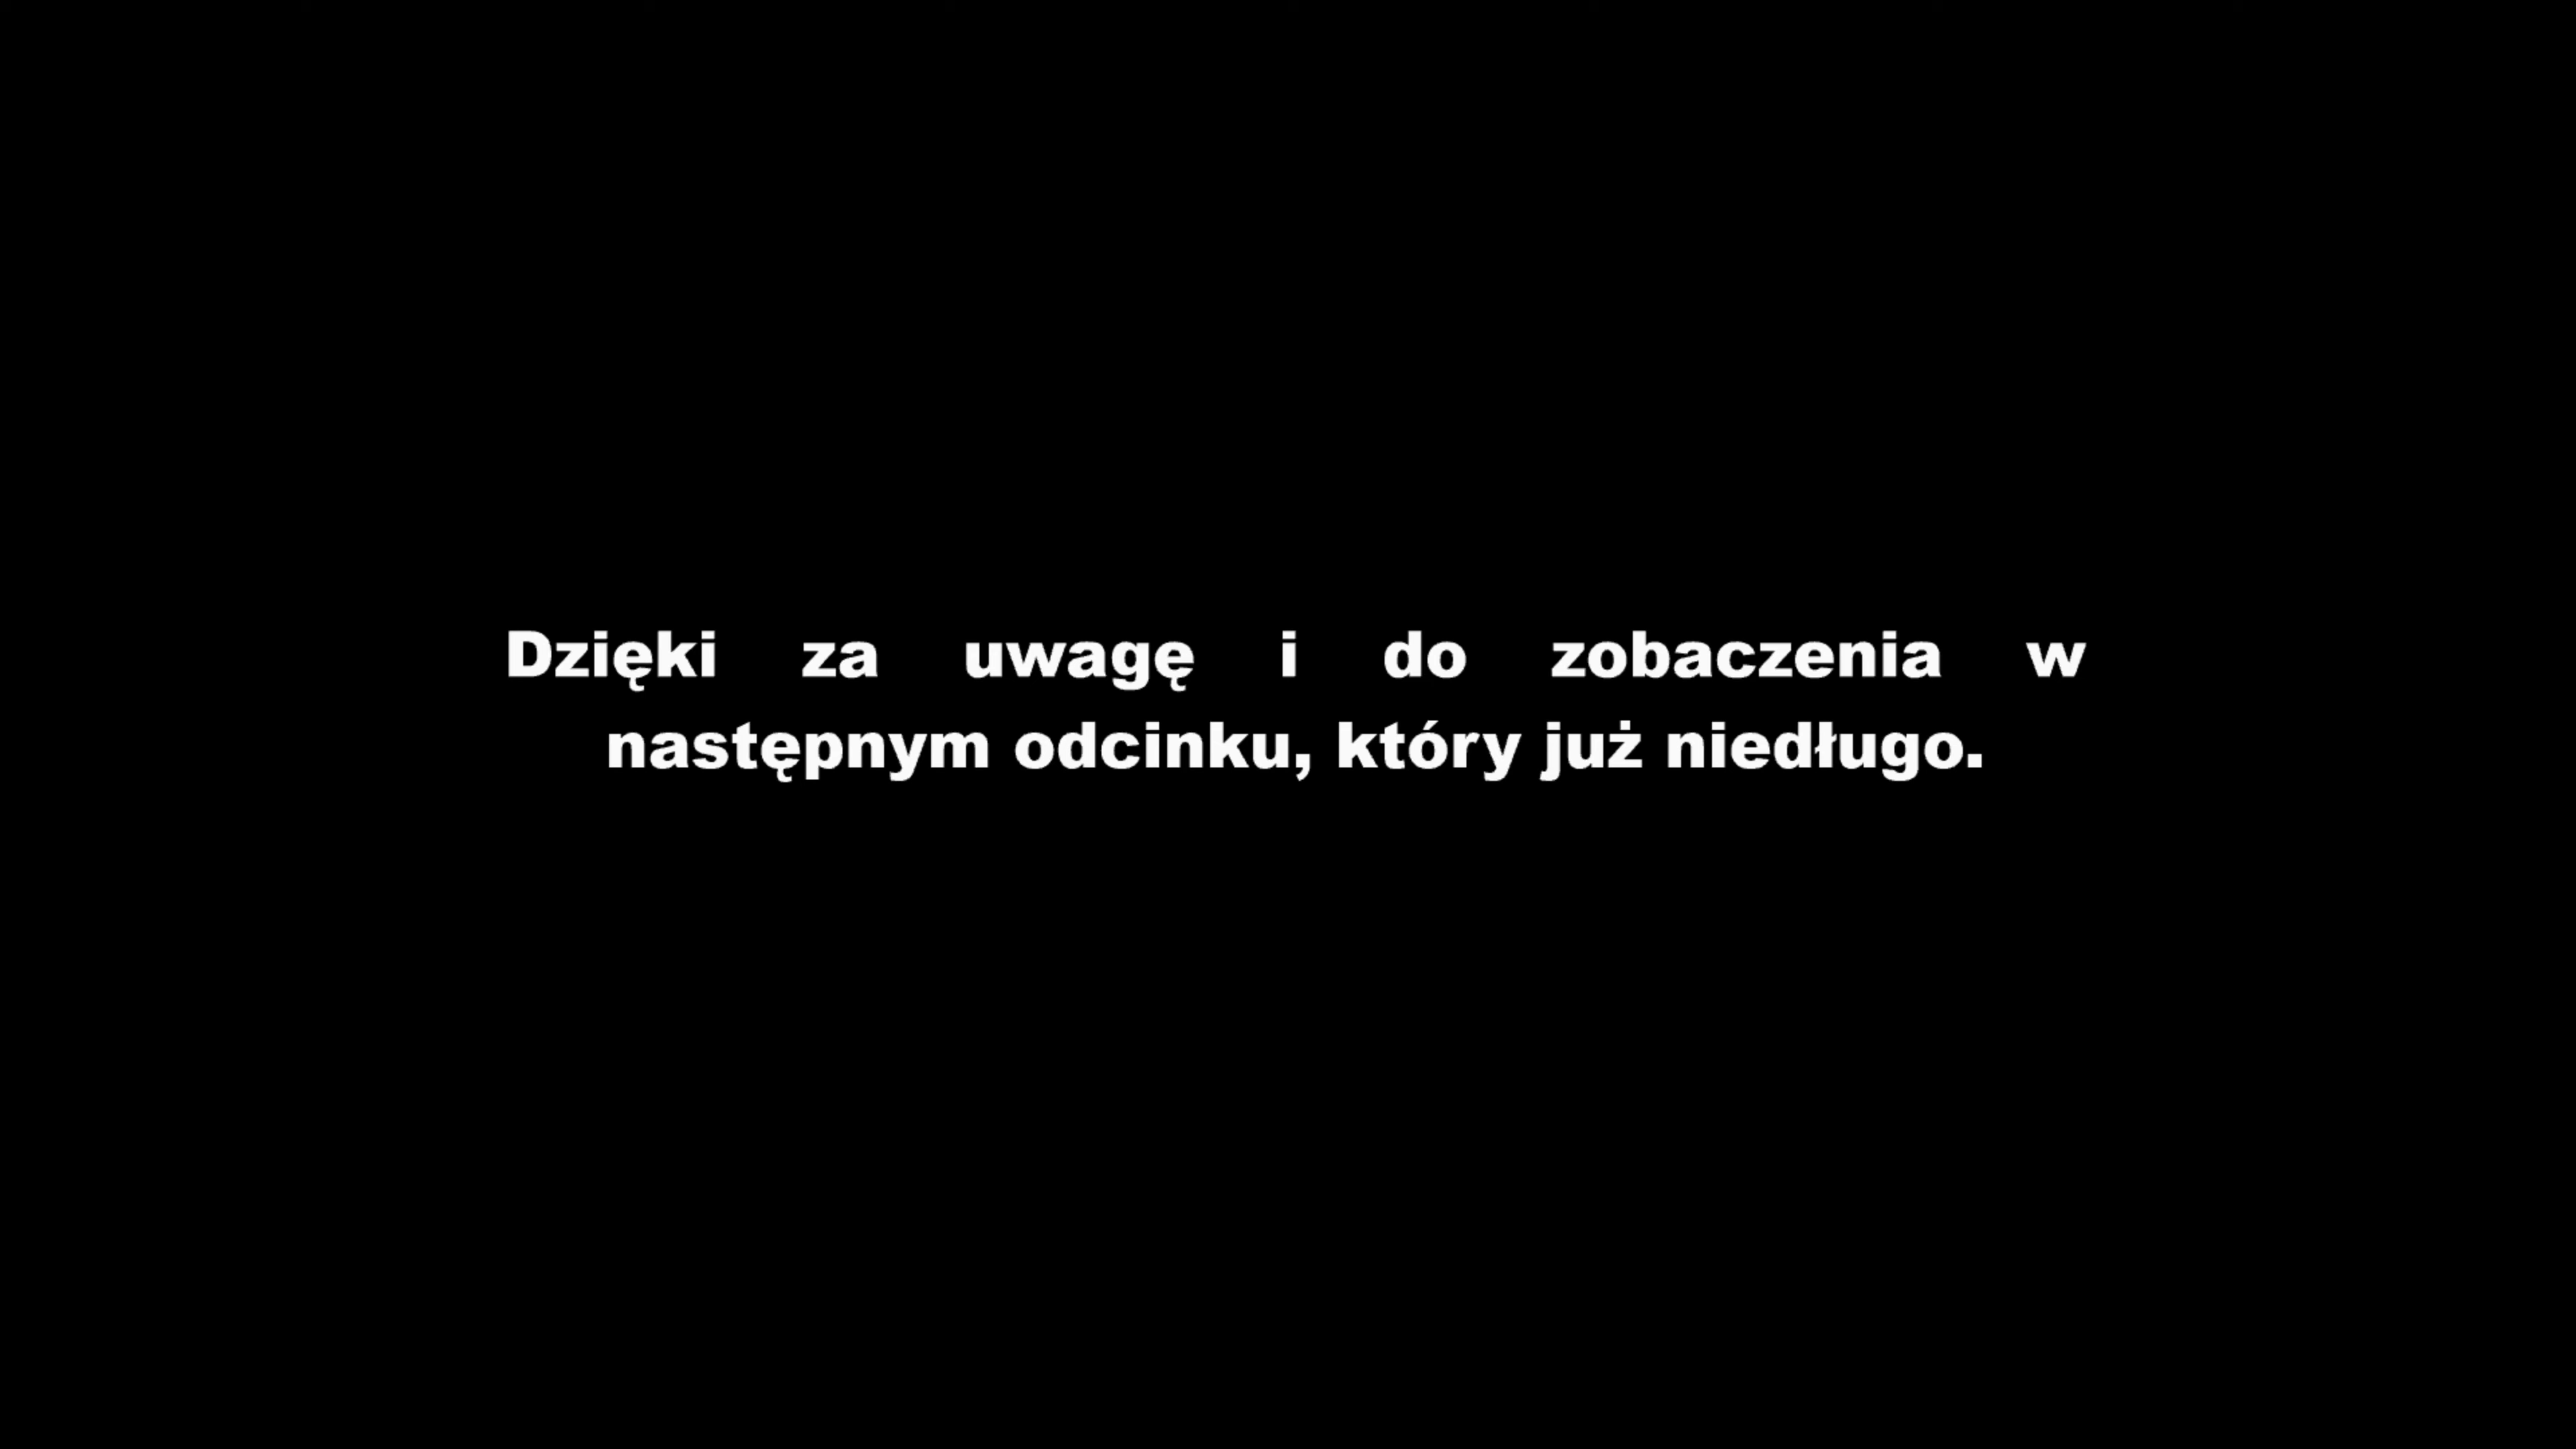 Dzięki za uwagę i do zobaczenia w
następnym odcinku, który już niedługo.